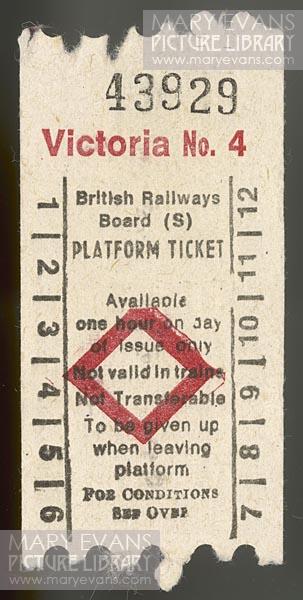 MARY EVANS
PICTURE LIBRARY
www.maryevans.com
43929
Victoria No. 4
British Railways
Board (S)
PLATFORM TICKET
Available
one hour on day
of issue only
Not valid in trains
Not Transferable
To be given up
when leaving
platform
FOR CONDITIONS
SEE OVER
1 2 3 4 5 6
7 8 9 10 11 12
MARY EVANS
PICTURE LIBRARY
www.maryevans.com